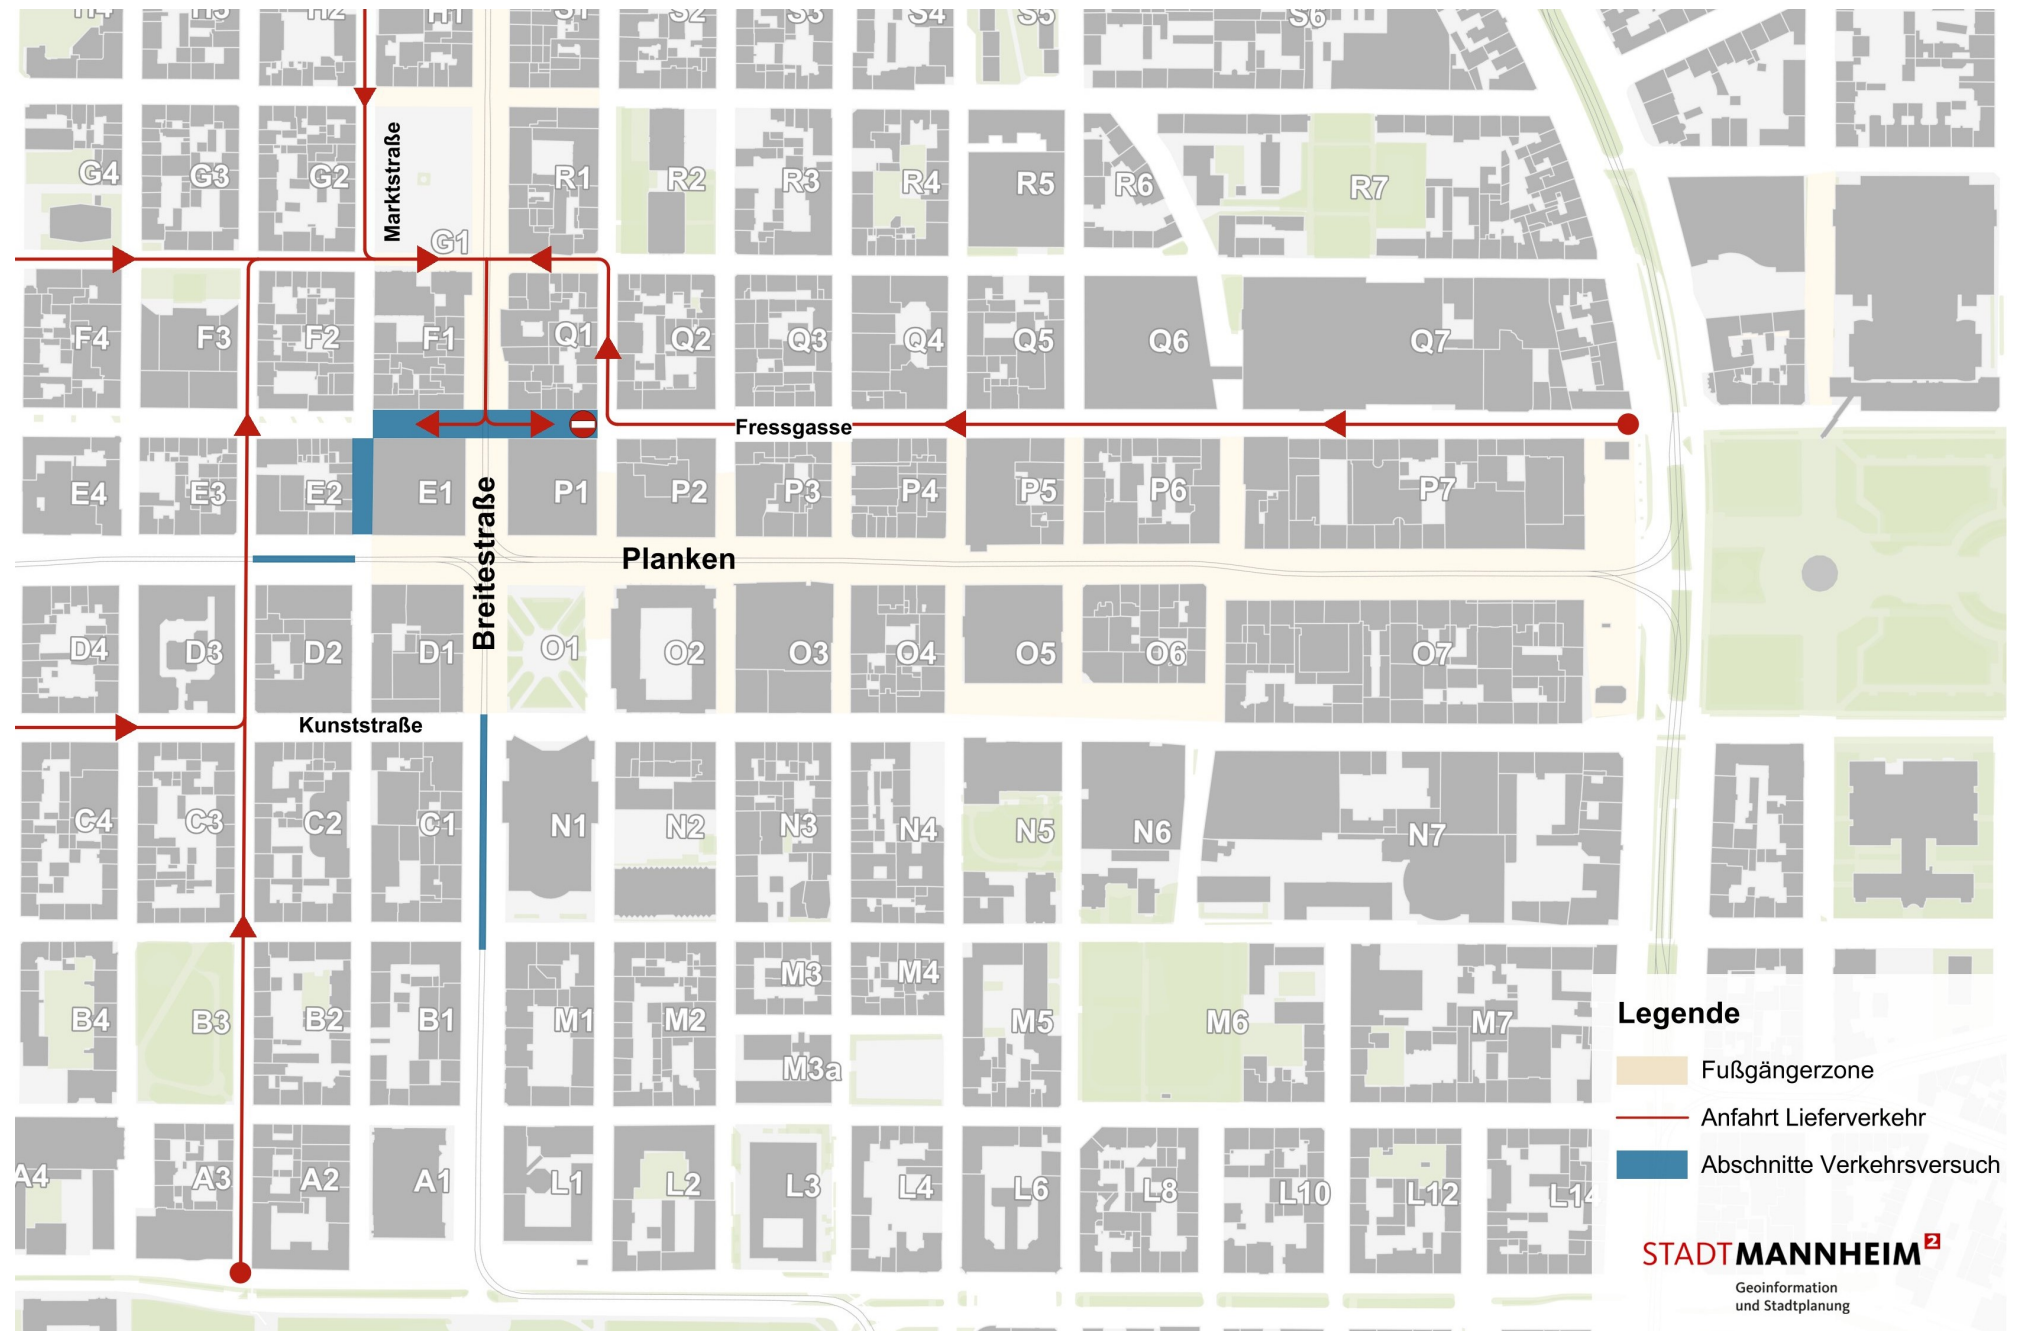 H4 H3 H2 H1 S1 S2 S3 S4 S5 S6
G4 G3 G2 Marktstraße G1 R1 R2 R3 R4 R5 R6 R7
F4 F3 F2 F1 Q1 Q2 Q3 Q4 Q5 Q6 Q7
Fressgasse
E4 E3 E2 E1 P1 P2 P3 P4 P5 P6 P7
Breitestraße
Planken
D4 D3 D2 D1 O1 O2 O3 O4 O5 O6 O7
Kunststraße
C4 C3 C2 C1 N1 N2 N3 N4 N5 N6 N7
B4 B3 B2 B1 M1 M2 M3 M4 M5 M6 M7
M3a
A4 A3 A2 A1 L1 L2 L3 L4 L6 L8 L10 L12 L14
Legende
Fußgängerzone
Anfahrt Lieferverkehr
Abschnitte Verkehrsversuch
STADTMANNHEIM²
Geoinformation
und Stadtplanung